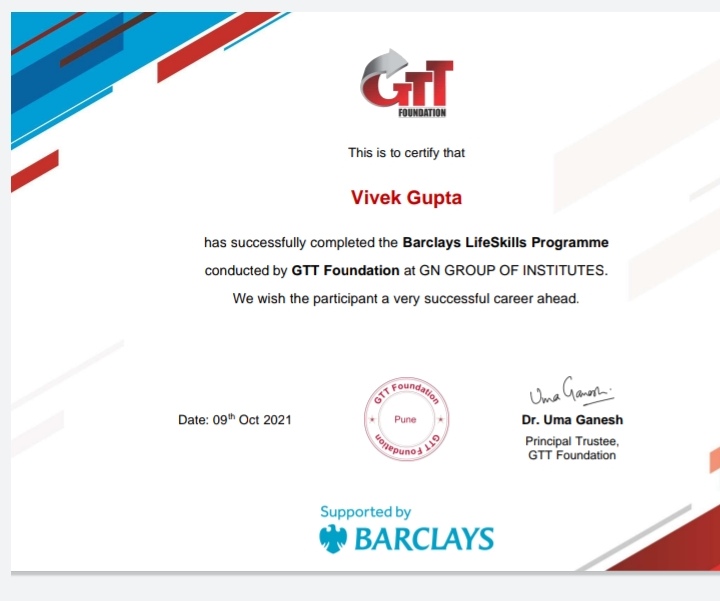 GTT
FOUNDATION
This is to certify that
Vivek Gupta
has successfully completed the Barclays LifeSkills Programme
conducted by GTT Foundation at GN GROUP OF INSTITUTES.
We wish the participant a very successful career ahead.
Date: 09th Oct 2021
GTT Foundation
Pune
GTT Foundation
Uma Ganesh
Dr. Uma Ganesh
Principal Trustee,
GTT Foundation
Supported by
BARCLAYS